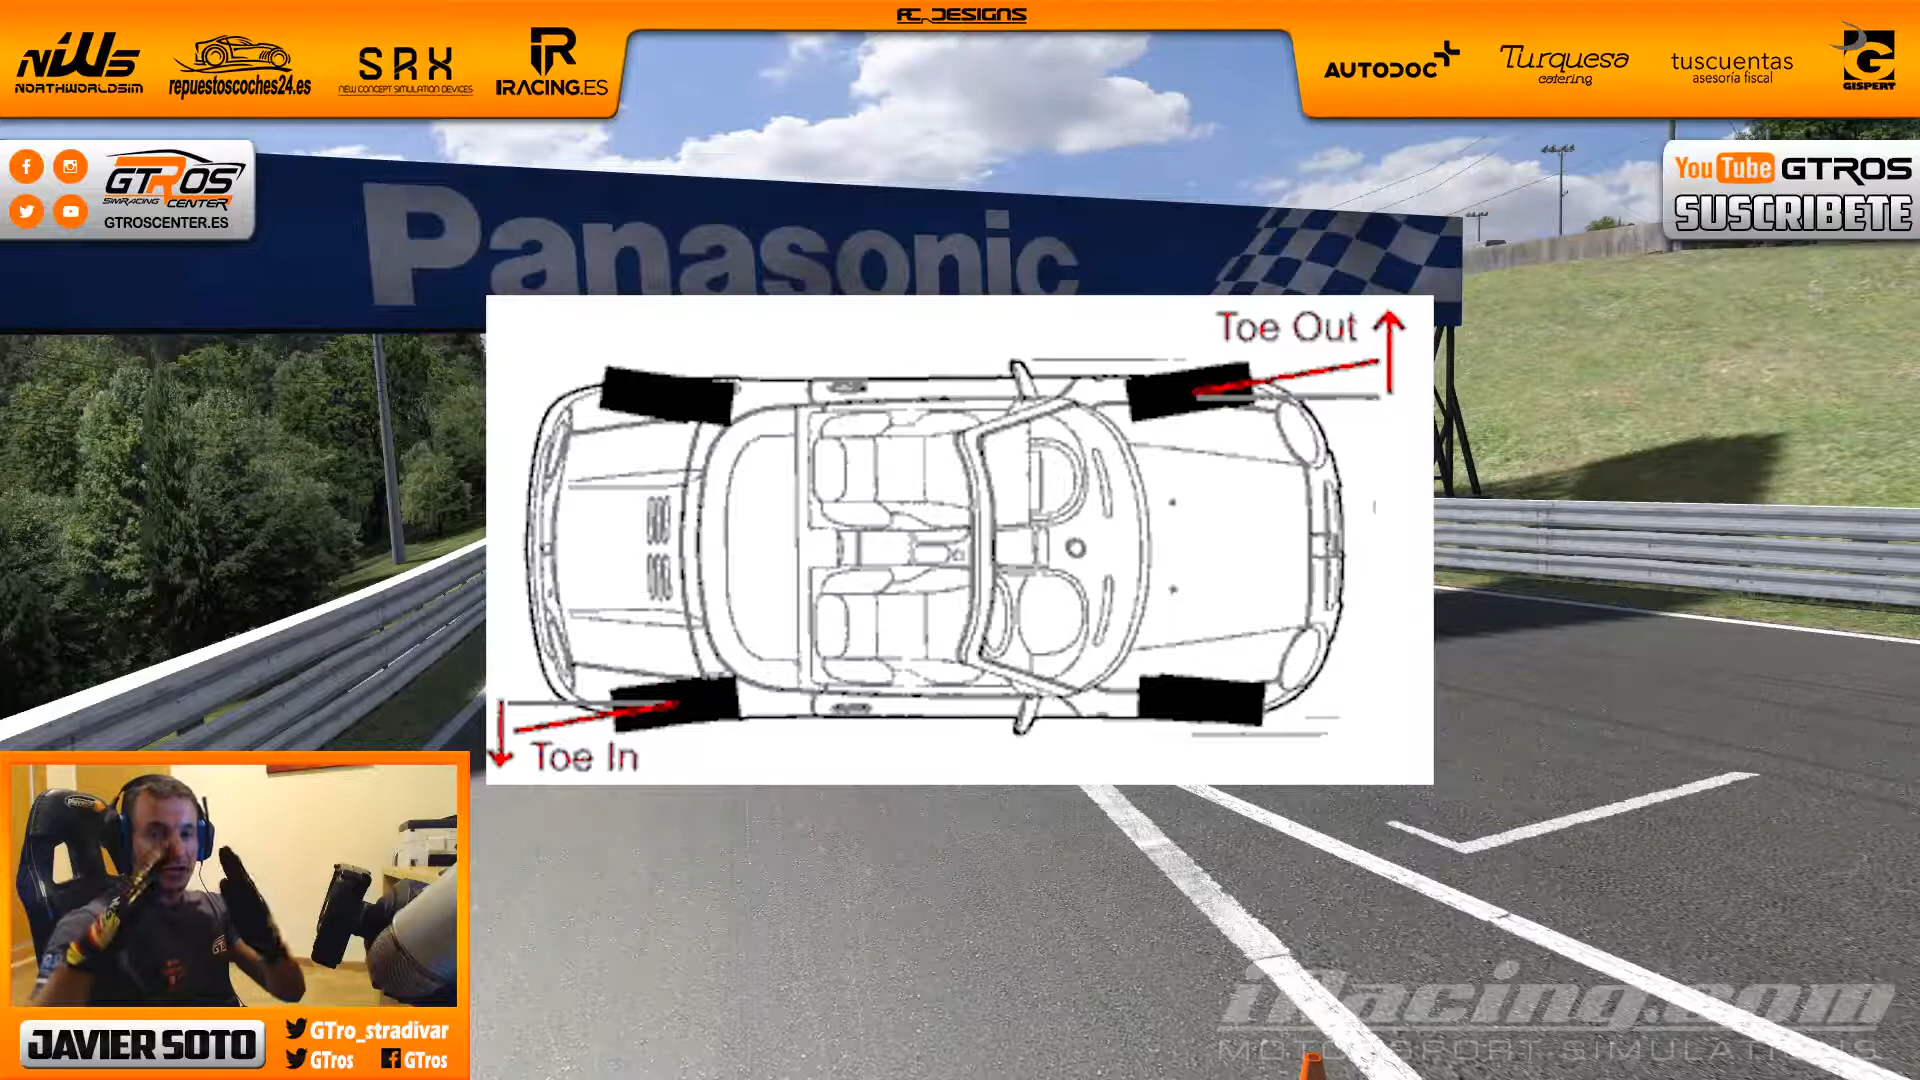 AC_DESIGNS
NWS
NORTHWORLDSIM
repuestoscoches24.es
SRX
NEW CONCEPT SIMULATION DEVICES
IR
IRACING.ES
AUTODOC
Turquesa
catering
tuscuentas
asesoría fiscal
G
GISPERT
GTROS
SIMRACING CENTER
GTROSCENTER.ES
YouTube GTROS
SUSCRIBETE
Panasonic
Toe Out
Toe In
JAVIER SOTO
GTro_stradivar
GTros
GTros
iRacing.com
MOTORSPORT SIMULATIONS